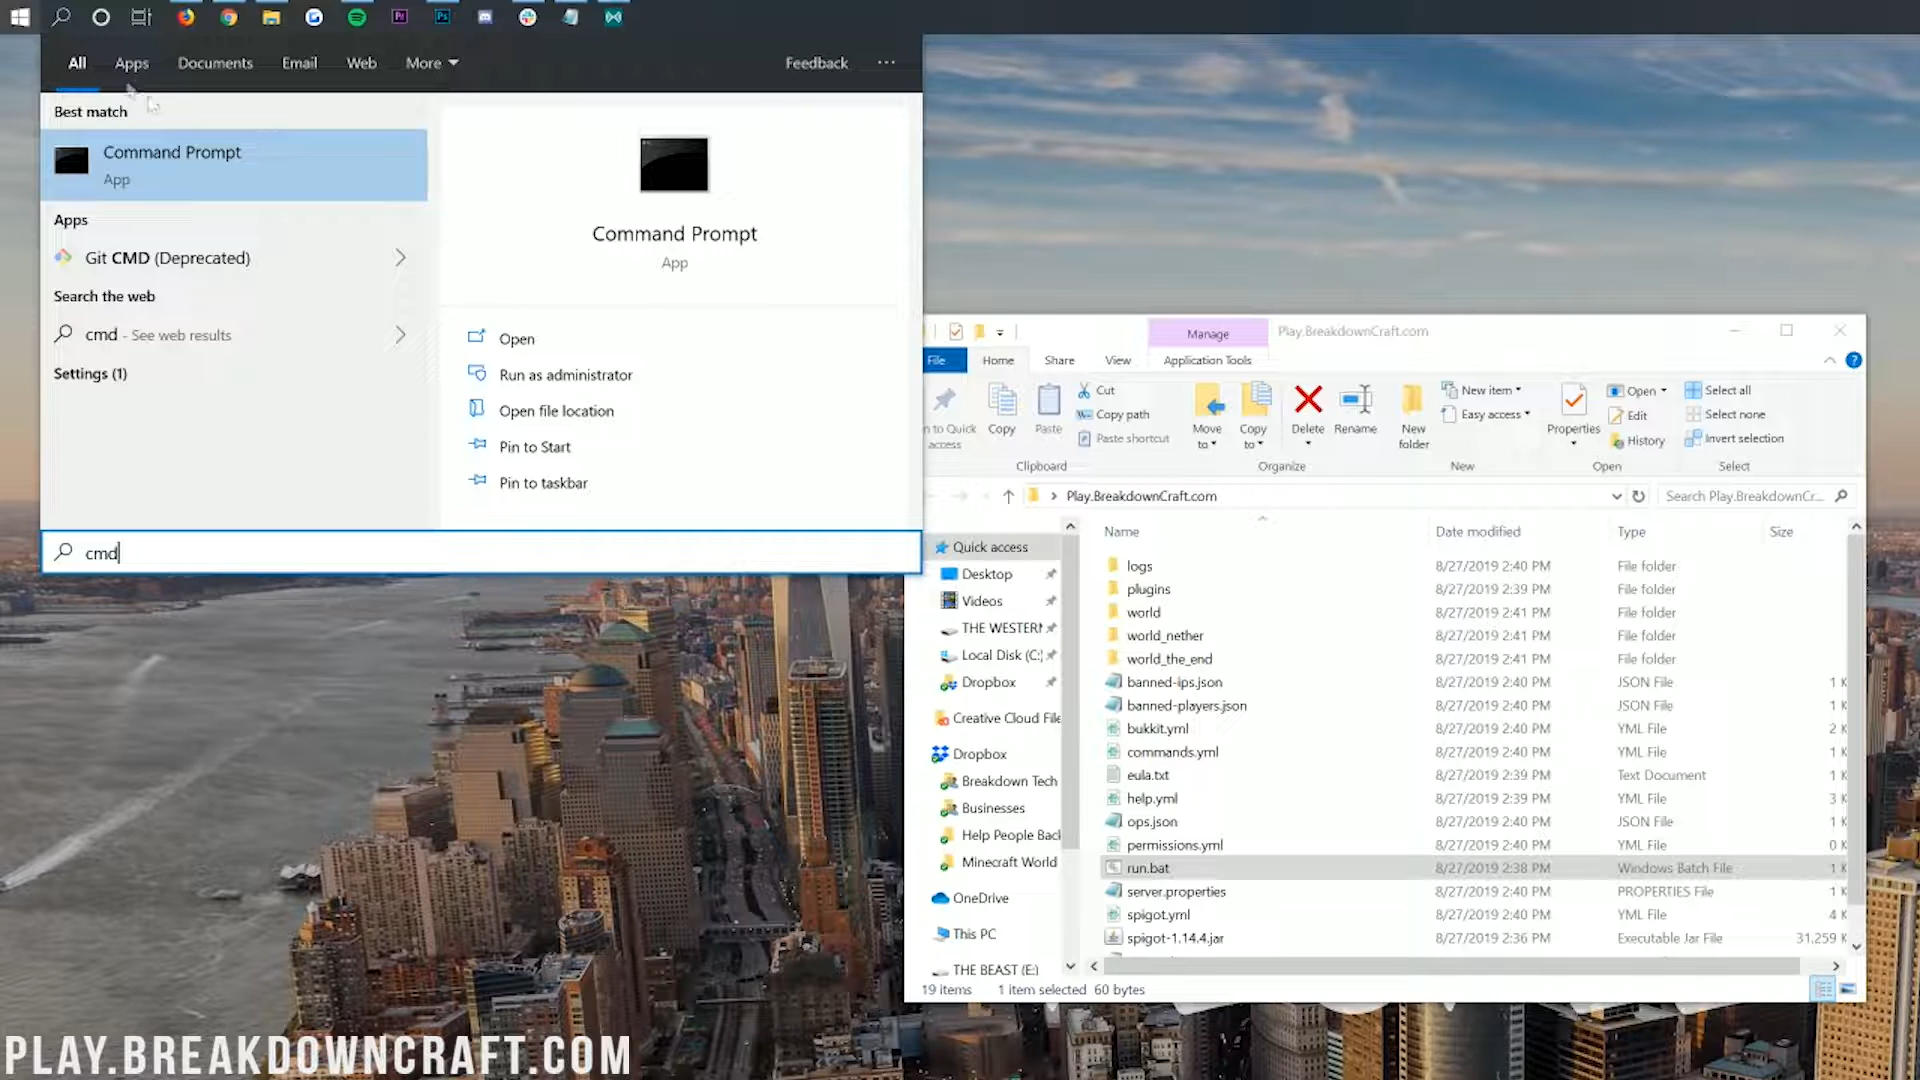 All Apps Documents Email Web More Feedback ...
Best match
Command Prompt
App
Apps
Git CMD (Deprecated)
Search the web
cmd - See web results
Settings (1)
Command Prompt
App
Open
Run as administrator
Open file location
Pin to Start
Pin to taskbar
cmd
Manage Play.BreakdownCraft.com
File Home Share View Application Tools
to Quick
access
Copy
Paste
Cut
Copy path
Paste shortcut
Clipboard
Move
to
Copy
to
Delete
Rename
Organize
New
folder
New item
Easy access
New
Properties
Open
Edit
History
Open
Select all
Select none
Invert selection
Select
Play.BreakdownCraft.com
Search Play.BreakdownCr...
Quick access
Desktop
Videos
THE WESTERN
Local Disk (C:)
Dropbox
Creative Cloud File
Dropbox
Breakdown Tech
Businesses
Help People Back
Minecraft World
OneDrive
This PC
THE BEAST (E:)
Name Date modified Type Size
logs 8/27/2019 2:40 PM File folder
plugins 8/27/2019 2:39 PM File folder
world 8/27/2019 2:41 PM File folder
world_nether 8/27/2019 2:41 PM File folder
world_the_end 8/27/2019 2:41 PM File folder
banned-ips.json 8/27/2019 2:40 PM JSON File 1 K
banned-players.json 8/27/2019 2:40 PM JSON File 1 K
bukkit.yml 8/27/2019 2:40 PM YML File 2 K
commands.yml 8/27/2019 2:40 PM YML File 1 K
eula.txt 8/27/2019 2:39 PM Text Document 1 K
help.yml 8/27/2019 2:39 PM YML File 3 K
ops.json 8/27/2019 2:40 PM JSON File 1 K
permissions.yml 8/27/2019 2:40 PM YML File 0 K
run.bat 8/27/2019 2:38 PM Windows Batch File 1 K
server.properties 8/27/2019 2:40 PM PROPERTIES File 1 K
spigot.yml 8/27/2019 2:40 PM YML File 4 K
spigot-1.14.4.jar 8/27/2019 2:36 PM Executable Jar File 31,259 K
19 items 1 item selected 60 bytes
PLAY.BREAKDOWNCRAFT.COM